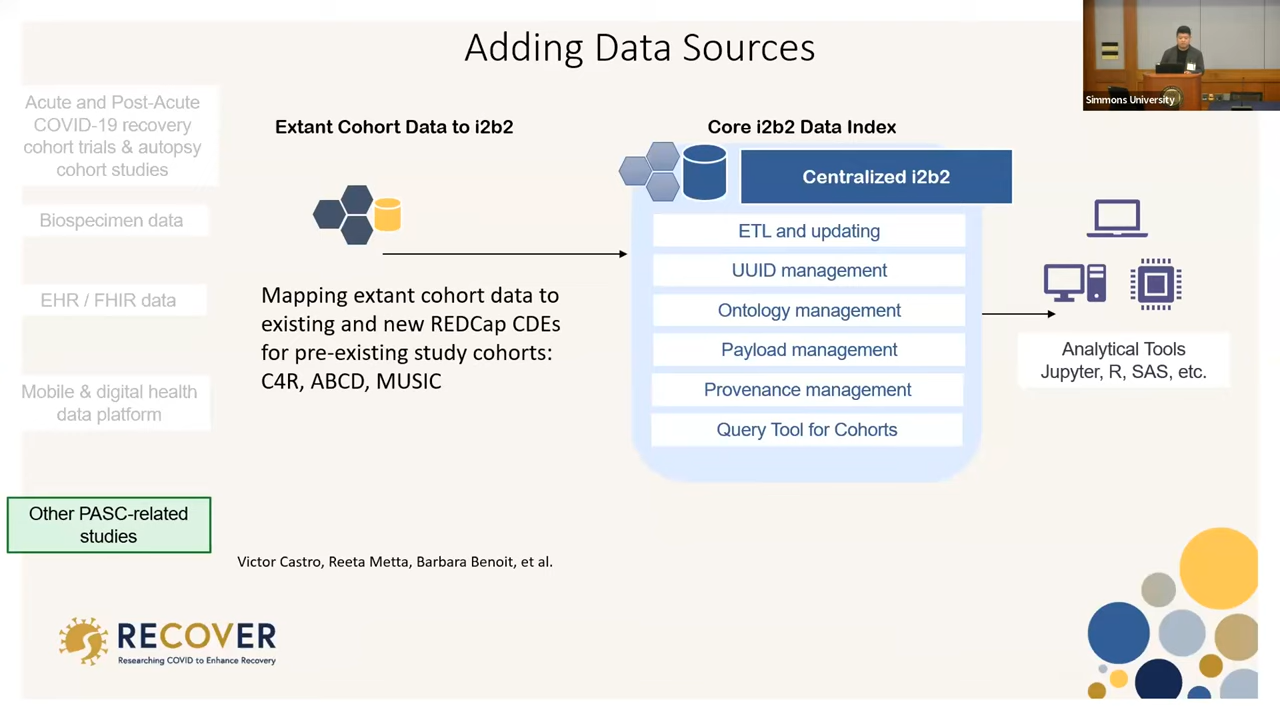 Adding Data Sources
Simmons University
Acute and Post-Acute
COVID-19 recovery
cohort trials & autopsy
cohort studies
Biospecimen data
EHR / FHIR data
Mobile & digital health
data platform
Other PASC-related
studies
Extant Cohort Data to i2b2
Mapping extant cohort data to
existing and new REDCap CDEs
for pre-existing study cohorts:
C4R, ABCD, MUSIC
Victor Castro, Reeta Metta, Barbara Benoit, et al.
Core i2b2 Data Index
Centralized i2b2
ETL and updating
UUID management
Ontology management
Payload management
Provenance management
Query Tool for Cohorts
Analytical Tools
Jupyter, R, SAS, etc.
RECOVER
Researching COVID to Enhance Recovery